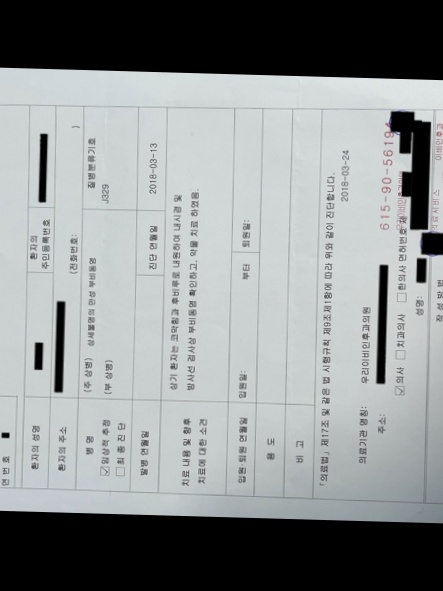 연 번 호
환자의 성명
환자의
주민등록번호
환자의 주소
(전화번호: )
병 명
☑임상적 추정
☐최 종 진 단
(주 상병) 상세불명의 만성 부비동염
(부 상병)
질병분류기호
J329
발병 연월일
진단 연월일
2018-03-13
치료 내용 및 향후
치료에 대한 소견
상기 환자는 코막힘과 후비루로 내원하여 내시경 및
방사선 검사상 부비동염 확인하고, 약물 치료 하였음.
입원·퇴원 연월일
입원일: 부터 퇴원일:
용 도
비 고
「의료법」 제17조 및 같은 법 시행규칙 제9조제1항에 따라 위와 같이 진단합니다.
2018-03-24
의료기관 명칭: 우리이비인후과의원
주소:
615-90-56194
☑의사 ☐치과의사 ☐한의사 면허번호 제
성명:
이비인후과
의료서비스
작 성 방 법